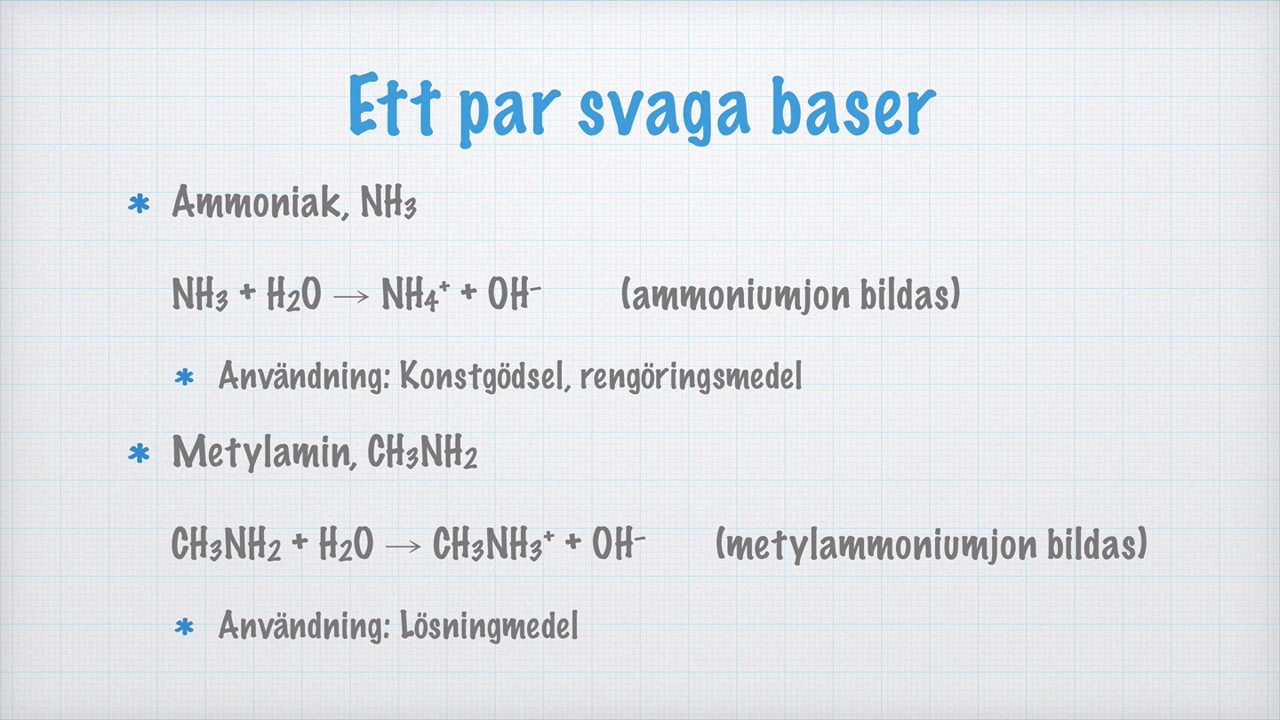 Ett par svaga baser
* Ammoniak, NH₃
NH₃ + H₂O → NH₄⁺ + OH⁻ (ammoniumjon bildas)
* Användning: Konstgödsel, rengöringsmedel
* Metylamin, CH₃NH₂
CH₃NH₂ + H₂O → CH₃NH₃⁺ + OH⁻ (metylammoniumjon bildas)
* Användning: Lösningmedel